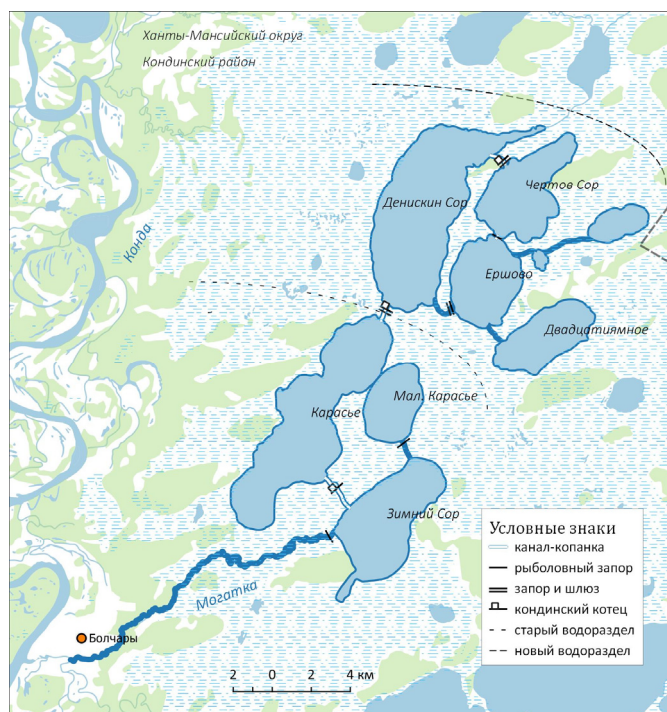 Ханты-Мансийский округ
Кондинский район
Денискин Сор
Чертов Сор
Конда
Ершово
Двадцатиямное
Мал. Карасье
Карасье
Зимний Сор
Могатка
Болчары
2 0 2 4 км
Условные знаки
канал-копанка
рыболовный запор
запор и шлюз
кондинский котец
старый водораздел
новый водораздел